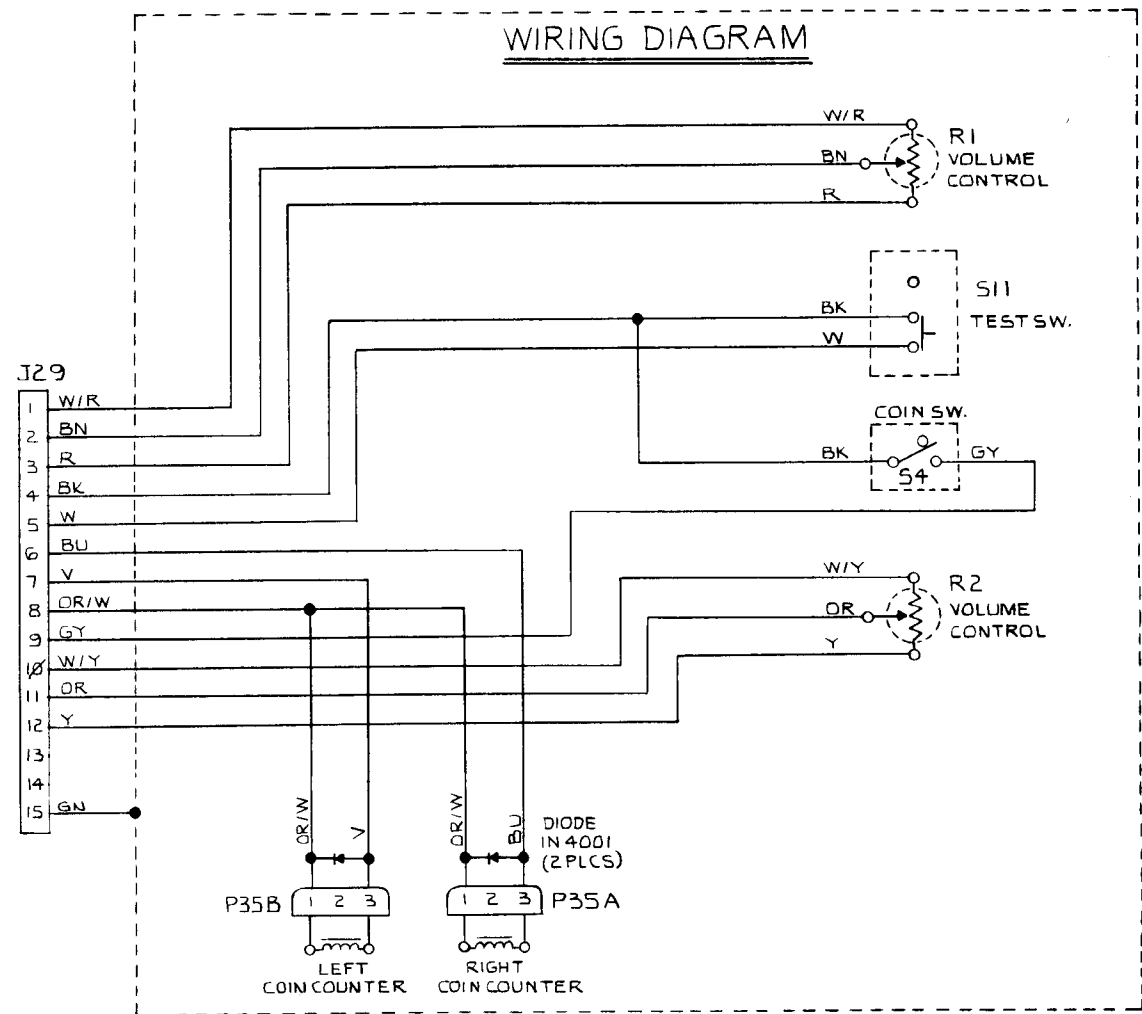 WIRING DIAGRAM
W/R
R1
BN
VOLUME
CONTROL
R
S11
BK
TEST SW.
W
J29
1 W/R
2 BN
3 R
4 BK
5 W
6 BU
7 V
8 OR/W
9 GY
10 W/Y
11 OR
12 Y
13
14
15 GN
COIN SW.
BK
GY
S4
W/Y
R2
OR
VOLUME
CONTROL
Y
OR/W
V
OR/W
BU
DIODE
IN 4001
(2 PLCS)
P35B
1 2 3
1 2 3
P35A
LEFT
COIN COUNTER
RIGHT
COIN COUNTER